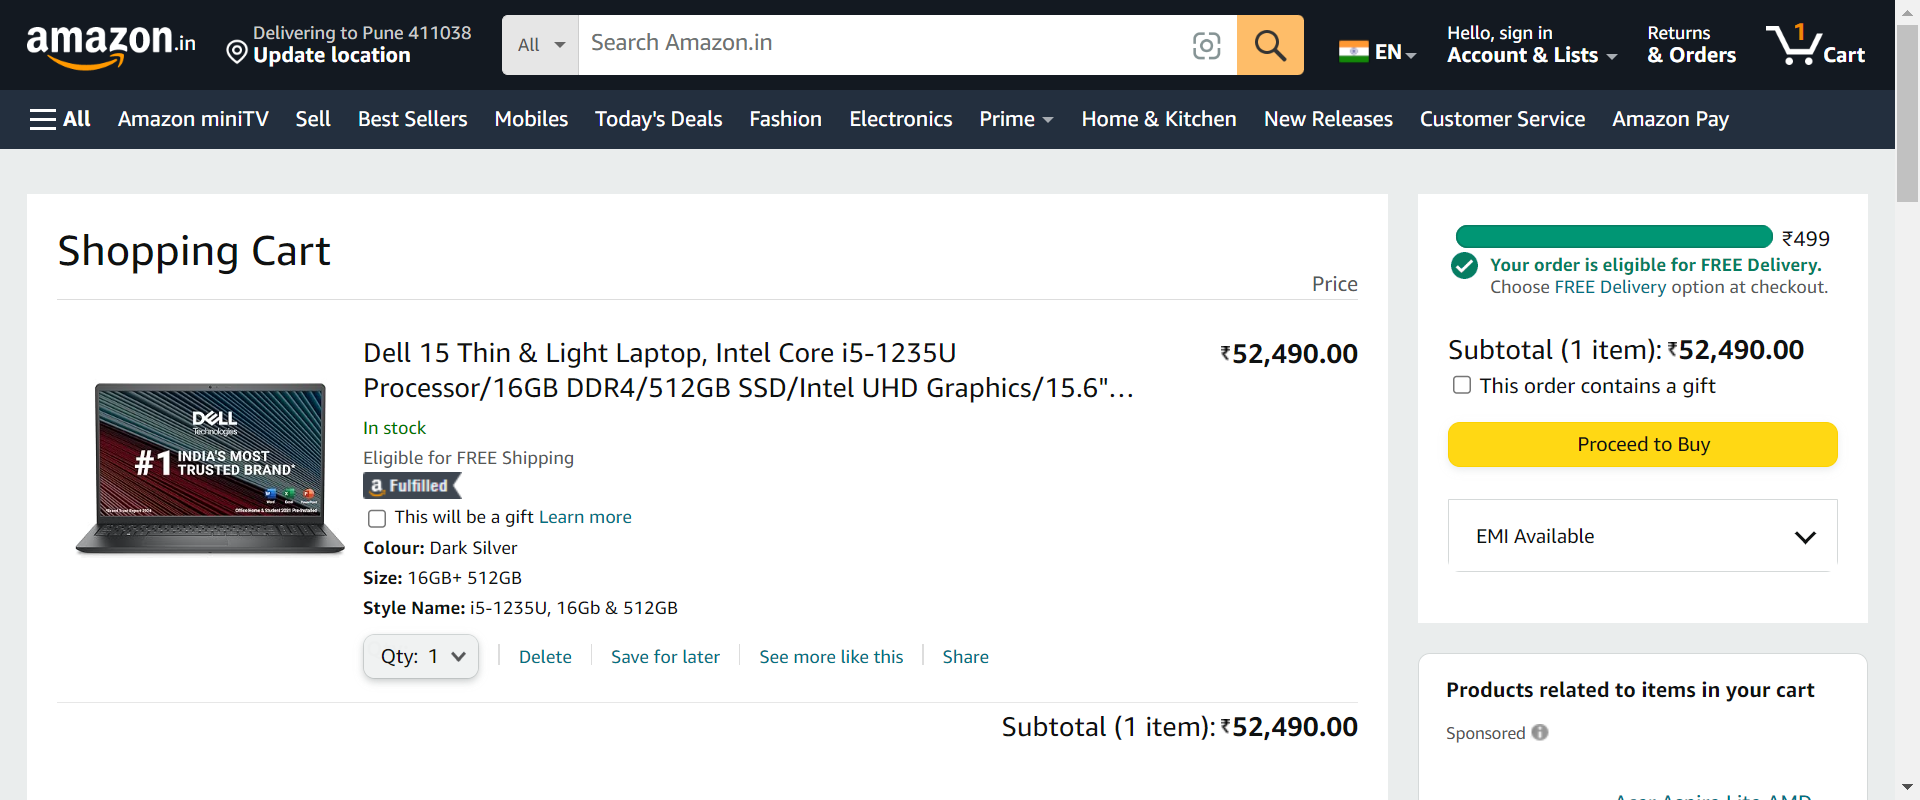 amazon.in
Delivering to Pune 411038
Update location
All
Search Amazon.in
EN
Hello, sign in
Account & Lists
Returns
& Orders
1
Cart
All
Amazon miniTV
Sell
Best Sellers
Mobiles
Today's Deals
Fashion
Electronics
Prime
Home & Kitchen
New Releases
Customer Service
Amazon Pay
Shopping Cart
Price
Dell 15 Thin & Light Laptop, Intel Core i5-1235U
Processor/16GB DDR4/512GB SSD/Intel UHD Graphics/15.6"...
₹52,490.00
DELL
Technologies
#1 INDIA'S MOST
TRUSTED BRAND*
In stock
Eligible for FREE Shipping
a Fulfilled
This will be a gift Learn more
Colour: Dark Silver
Size: 16GB+ 512GB
Style Name: i5-1235U, 16Gb & 512GB
Qty: 1
Delete
Save for later
See more like this
Share
Subtotal (1 item): ₹52,490.00
₹499
Your order is eligible for FREE Delivery.
Choose FREE Delivery option at checkout.
Subtotal (1 item): ₹52,490.00
This order contains a gift
Proceed to Buy
EMI Available
Products related to items in your cart
Sponsored
Acer Aspire Lite AMD